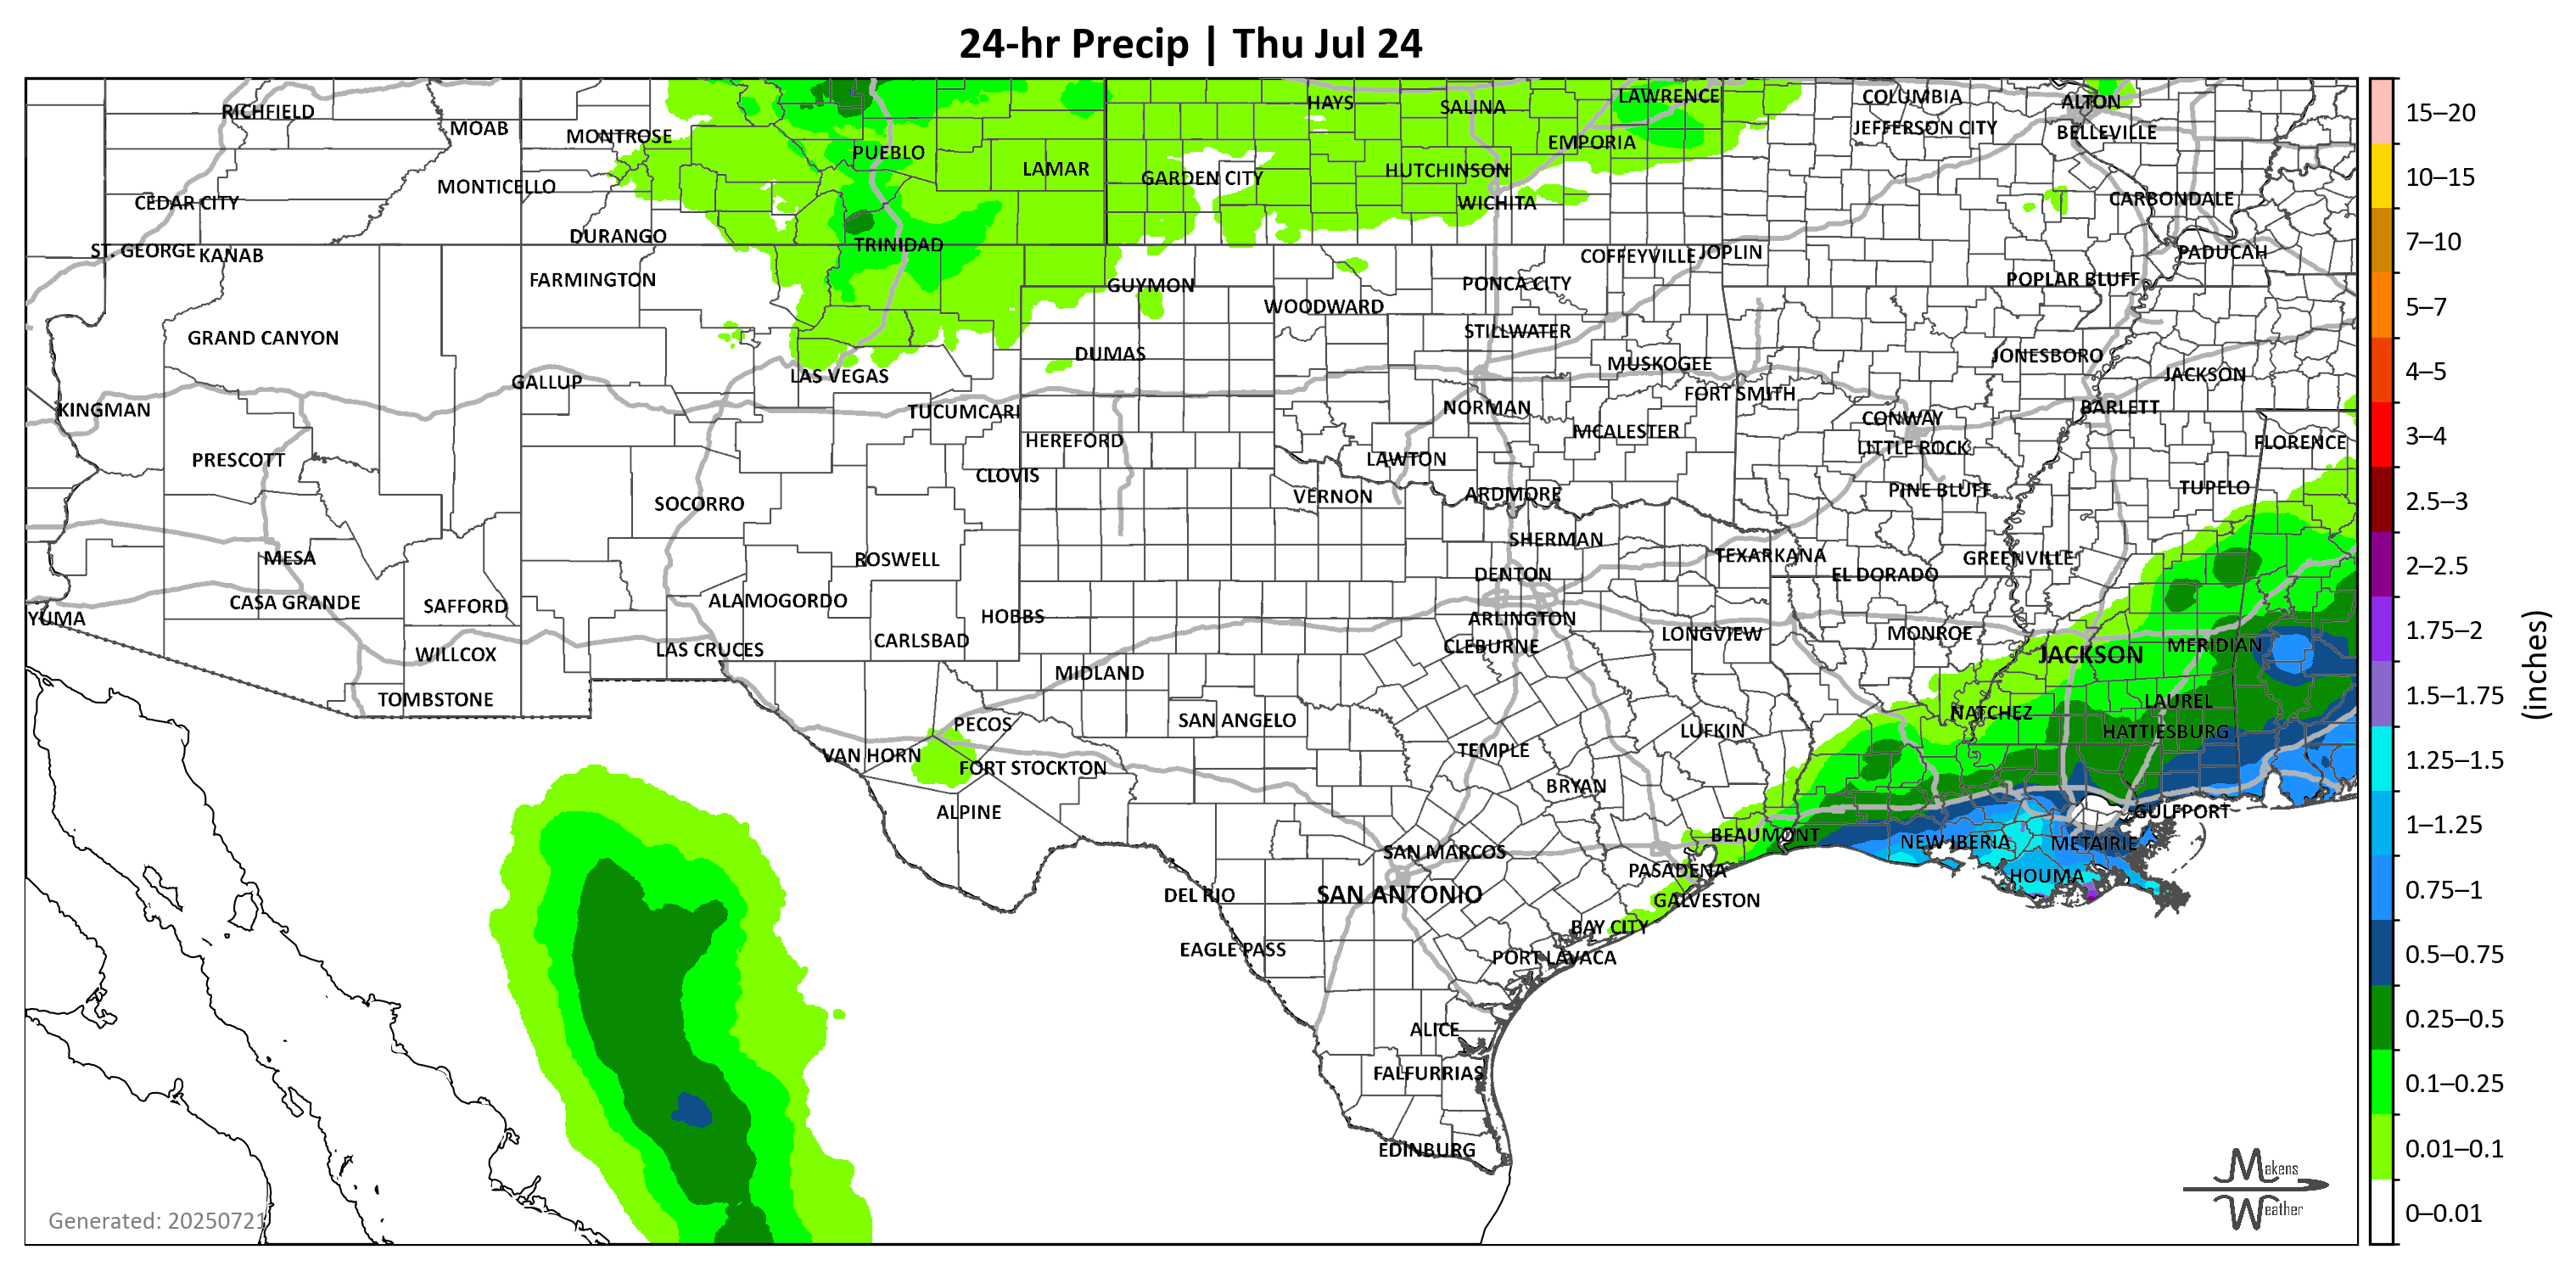 24-hr Precip | Thu Jul 24
RICHFIELD
MOAB
MONTROSE
PUEBLO
LAMAR
HAYS
SALINA
LAWRENCE
EMPORIA
COLUMBIA
JEFFERSON CITY
ALTON
BELLEVILLE
CEDAR CITY
MONTICELLO
GARDEN CITY
HUTCHINSON
WICHITA
CARBONDALE
ST. GEORGE
KANAB
DURANGO
TRINIDAD
COFFEYVILLE
JOPLIN
PADUCAH
FARMINGTON
GUYMON
WOODWARD
PONCA CITY
POPLAR BLUFF
GRAND CANYON
DUMAS
STILLWATER
MUSKOGEE
JONESBORO
JACKSON
KINGMAN
GALLUP
LAS VEGAS
TUCUMCARI
NORMAN
FORT SMITH
CONWAY
BARLETT
PRESCOTT
HEREFORD
LAWTON
MCALESTER
LITTLE ROCK
FLORENCE
SOCORRO
CLOVIS
VERNON
ARDMORE
PINE BLUFF
TUPELO
MESA
ROSWELL
SHERMAN
TEXARKANA
GREENVILLE
DENTON
EL DORADO
YUMA
CASA GRANDE
SAFFORD
ALAMOGORDO
HOBBS
ARLINGTON
LONGVIEW
MONROE
WILLCOX
LAS CRUCES
CARLSBAD
CLEBURNE
JACKSON
MERIDIAN
TOMBSTONE
MIDLAND
LAUREL
PECOS
SAN ANGELO
NATCHEZ
VAN HORN
FORT STOCKTON
TEMPLE
LUFKIN
HATTIESBURG
ALPINE
BRYAN
GULFPORT
SAN MARCOS
BEAUMONT
NEW IBERIA
METAIRIE
DEL RIO
SAN ANTONIO
PASADENA
GALVESTON
HOUMA
EAGLE PASS
BAY CITY
PORT LAVACA
ALICE
FALFURRIAS
EDINBURG
Generated: 20250721
Makens
Weather
15–20
10–15
7–10
5–7
4–5
3–4
2.5–3
2–2.5
1.75–2
1.5–1.75
1.25–1.5
1–1.25
0.75–1
0.5–0.75
0.25–0.5
0.1–0.25
0.01–0.1
0–0.01
(inches)